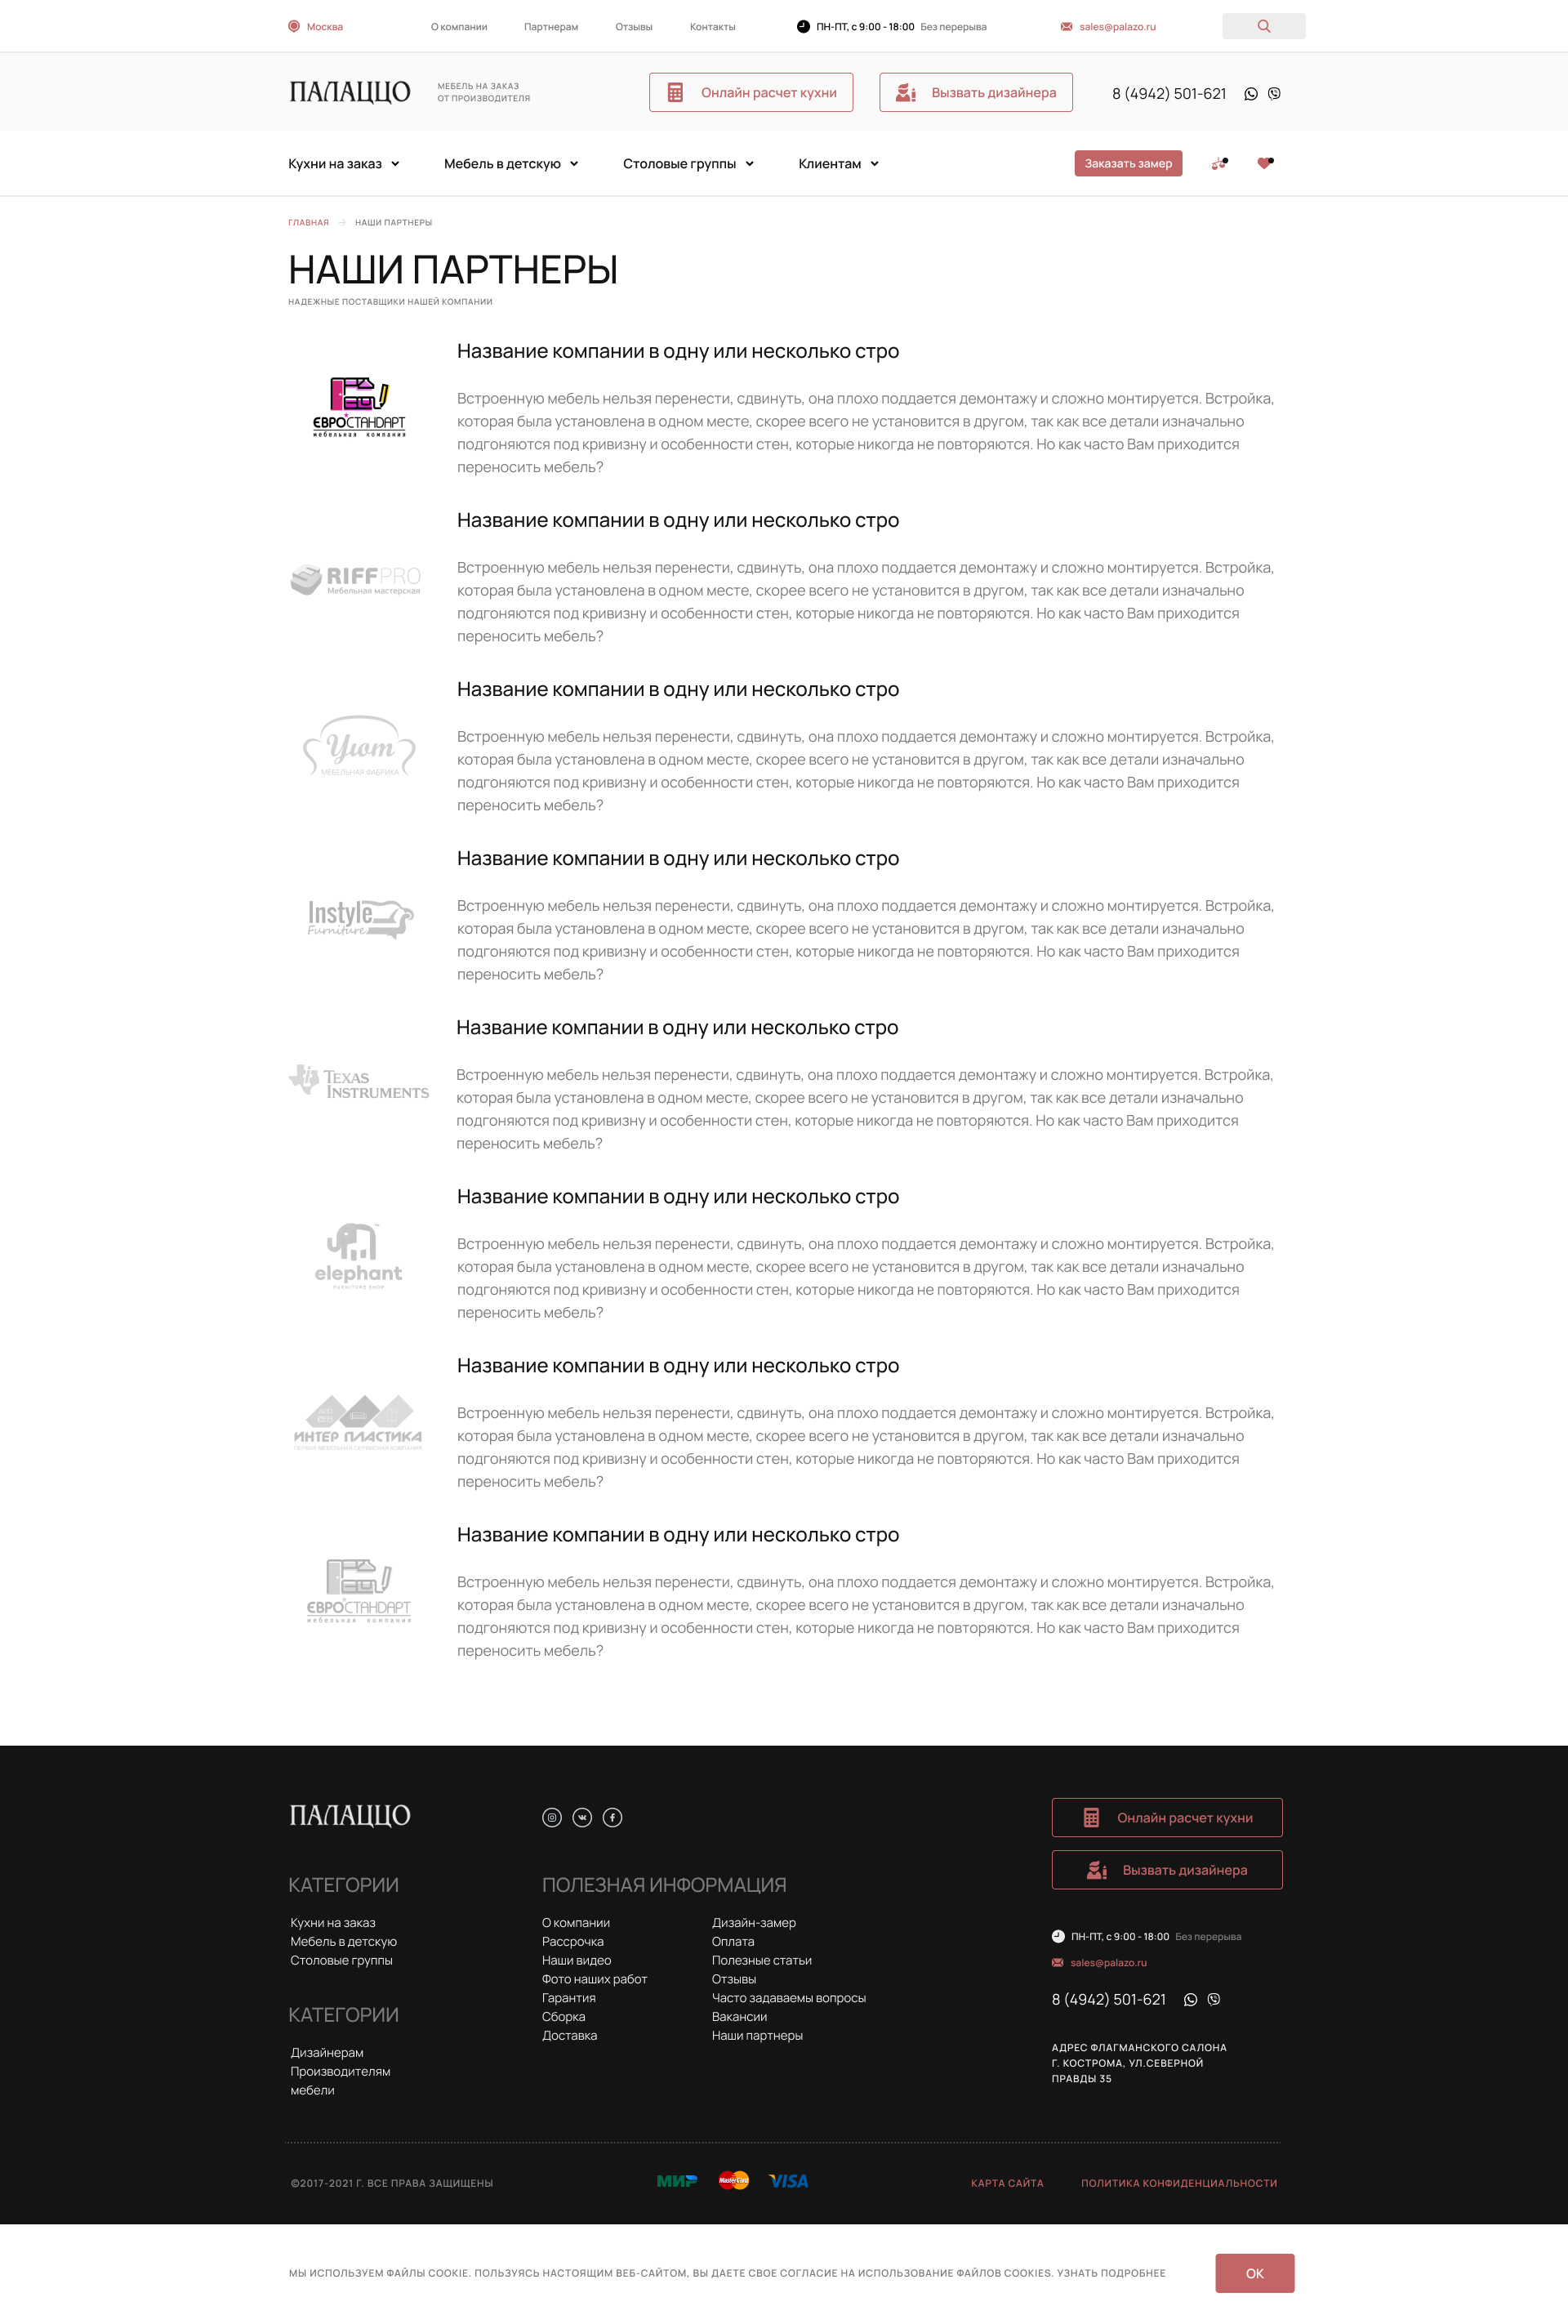 Москва О компании Партнерам Отзывы Контакты ПН-ПТ, с 9:00 - 18:00 Без перерыва sales@palazo.ru
ПАЛАЦЦО
МЕБЕЛЬ НА ЗАКАЗ
ОТ ПРОИЗВОДИТЕЛЯ
Онлайн расчет кухни Вызвать дизайнера 8 (4942) 501-621
Кухни на заказ Мебель в детскую Столовые группы Клиентам Заказать замер
ГЛАВНАЯ НАШИ ПАРТНЕРЫ
НАШИ ПАРТНЕРЫ
НАДЕЖНЫЕ ПОСТАВЩИКИ НАШЕЙ КОМПАНИИ
ЕВРОСТАНДАРТ
мебельная компания
Название компании в одну или несколько стро
Встроенную мебель нельзя перенести, сдвинуть, она плохо поддается демонтажу и сложно монтируется. Встройка,
которая была установлена в одном месте, скорее всего не установится в другом, так как все детали изначально
подгоняются под кривизну и особенности стен, которые никогда не повторяются. Но как часто Вам приходится
переносить мебель?
RIFFPRO
Мебельная мастерская
Название компании в одну или несколько стро
Встроенную мебель нельзя перенести, сдвинуть, она плохо поддается демонтажу и сложно монтируется. Встройка,
которая была установлена в одном месте, скорее всего не установится в другом, так как все детали изначально
подгоняются под кривизну и особенности стен, которые никогда не повторяются. Но как часто Вам приходится
переносить мебель?
Уют
МЕБЕЛЬНАЯ ФАБРИКА
Название компании в одну или несколько стро
Встроенную мебель нельзя перенести, сдвинуть, она плохо поддается демонтажу и сложно монтируется. Встройка,
которая была установлена в одном месте, скорее всего не установится в другом, так как все детали изначально
подгоняются под кривизну и особенности стен, которые никогда не повторяются. Но как часто Вам приходится
переносить мебель?
Instyle
Furniture
Название компании в одну или несколько стро
Встроенную мебель нельзя перенести, сдвинуть, она плохо поддается демонтажу и сложно монтируется. Встройка,
которая была установлена в одном месте, скорее всего не установится в другом, так как все детали изначально
подгоняются под кривизну и особенности стен, которые никогда не повторяются. Но как часто Вам приходится
переносить мебель?
TEXAS
INSTRUMENTS
Название компании в одну или несколько стро
Встроенную мебель нельзя перенести, сдвинуть, она плохо поддается демонтажу и сложно монтируется. Встройка,
которая была установлена в одном месте, скорее всего не установится в другом, так как все детали изначально
подгоняются под кривизну и особенности стен, которые никогда не повторяются. Но как часто Вам приходится
переносить мебель?
elephant
FURNITURE SHOP
Название компании в одну или несколько стро
Встроенную мебель нельзя перенести, сдвинуть, она плохо поддается демонтажу и сложно монтируется. Встройка,
которая была установлена в одном месте, скорее всего не установится в другом, так как все детали изначально
подгоняются под кривизну и особенности стен, которые никогда не повторяются. Но как часто Вам приходится
переносить мебель?
ИНТЕР ПЛАСТИКА
ПЕРВАЯ МЕБЕЛЬНАЯ СЕРВИСНАЯ КОМПАНИЯ
Название компании в одну или несколько стро
Встроенную мебель нельзя перенести, сдвинуть, она плохо поддается демонтажу и сложно монтируется. Встройка,
которая была установлена в одном месте, скорее всего не установится в другом, так как все детали изначально
подгоняются под кривизну и особенности стен, которые никогда не повторяются. Но как часто Вам приходится
переносить мебель?
ЕВРОСТАНДАРТ
мебельная компания
Название компании в одну или несколько стро
Встроенную мебель нельзя перенести, сдвинуть, она плохо поддается демонтажу и сложно монтируется. Встройка,
которая была установлена в одном месте, скорее всего не установится в другом, так как все детали изначально
подгоняются под кривизну и особенности стен, которые никогда не повторяются. Но как часто Вам приходится
переносить мебель?
ПАЛАЦЦО
КАТЕГОРИИ
Кухни на заказ
Мебель в детскую
Столовые группы
КАТЕГОРИИ
Дизайнерам
Производителям
мебели
ПОЛЕЗНАЯ ИНФОРМАЦИЯ
О компании
Рассрочка
Наши видео
Фото наших работ
Гарантия
Сборка
Доставка
Дизайн-замер
Оплата
Полезные статьи
Отзывы
Часто задаваемы вопросы
Вакансии
Наши партнеры
Онлайн расчет кухни
Вызвать дизайнера
ПН-ПТ, с 9:00 - 18:00 Без перерыва
sales@palazo.ru
8 (4942) 501-621
АДРЕС ФЛАГМАНСКОГО САЛОНА
Г. КОСТРОМА, УЛ.СЕВЕРНОЙ
ПРАВДЫ 35
©2017-2021 Г. ВСЕ ПРАВА ЗАЩИЩЕНЫ МИР MasterCard VISA КАРТА САЙТА ПОЛИТИКА КОНФИДЕНЦИАЛЬНОСТИ
МЫ ИСПОЛЬЗУЕМ ФАЙЛЫ COOKIE. ПОЛЬЗУЯСЬ НАСТОЯЩИМ ВЕБ-САЙТОМ, ВЫ ДАЕТЕ СВОЕ СОГЛАСИЕ НА ИСПОЛЬЗОВАНИЕ ФАЙЛОВ COOKIES. УЗНАТЬ ПОДРОБНЕЕ ОК